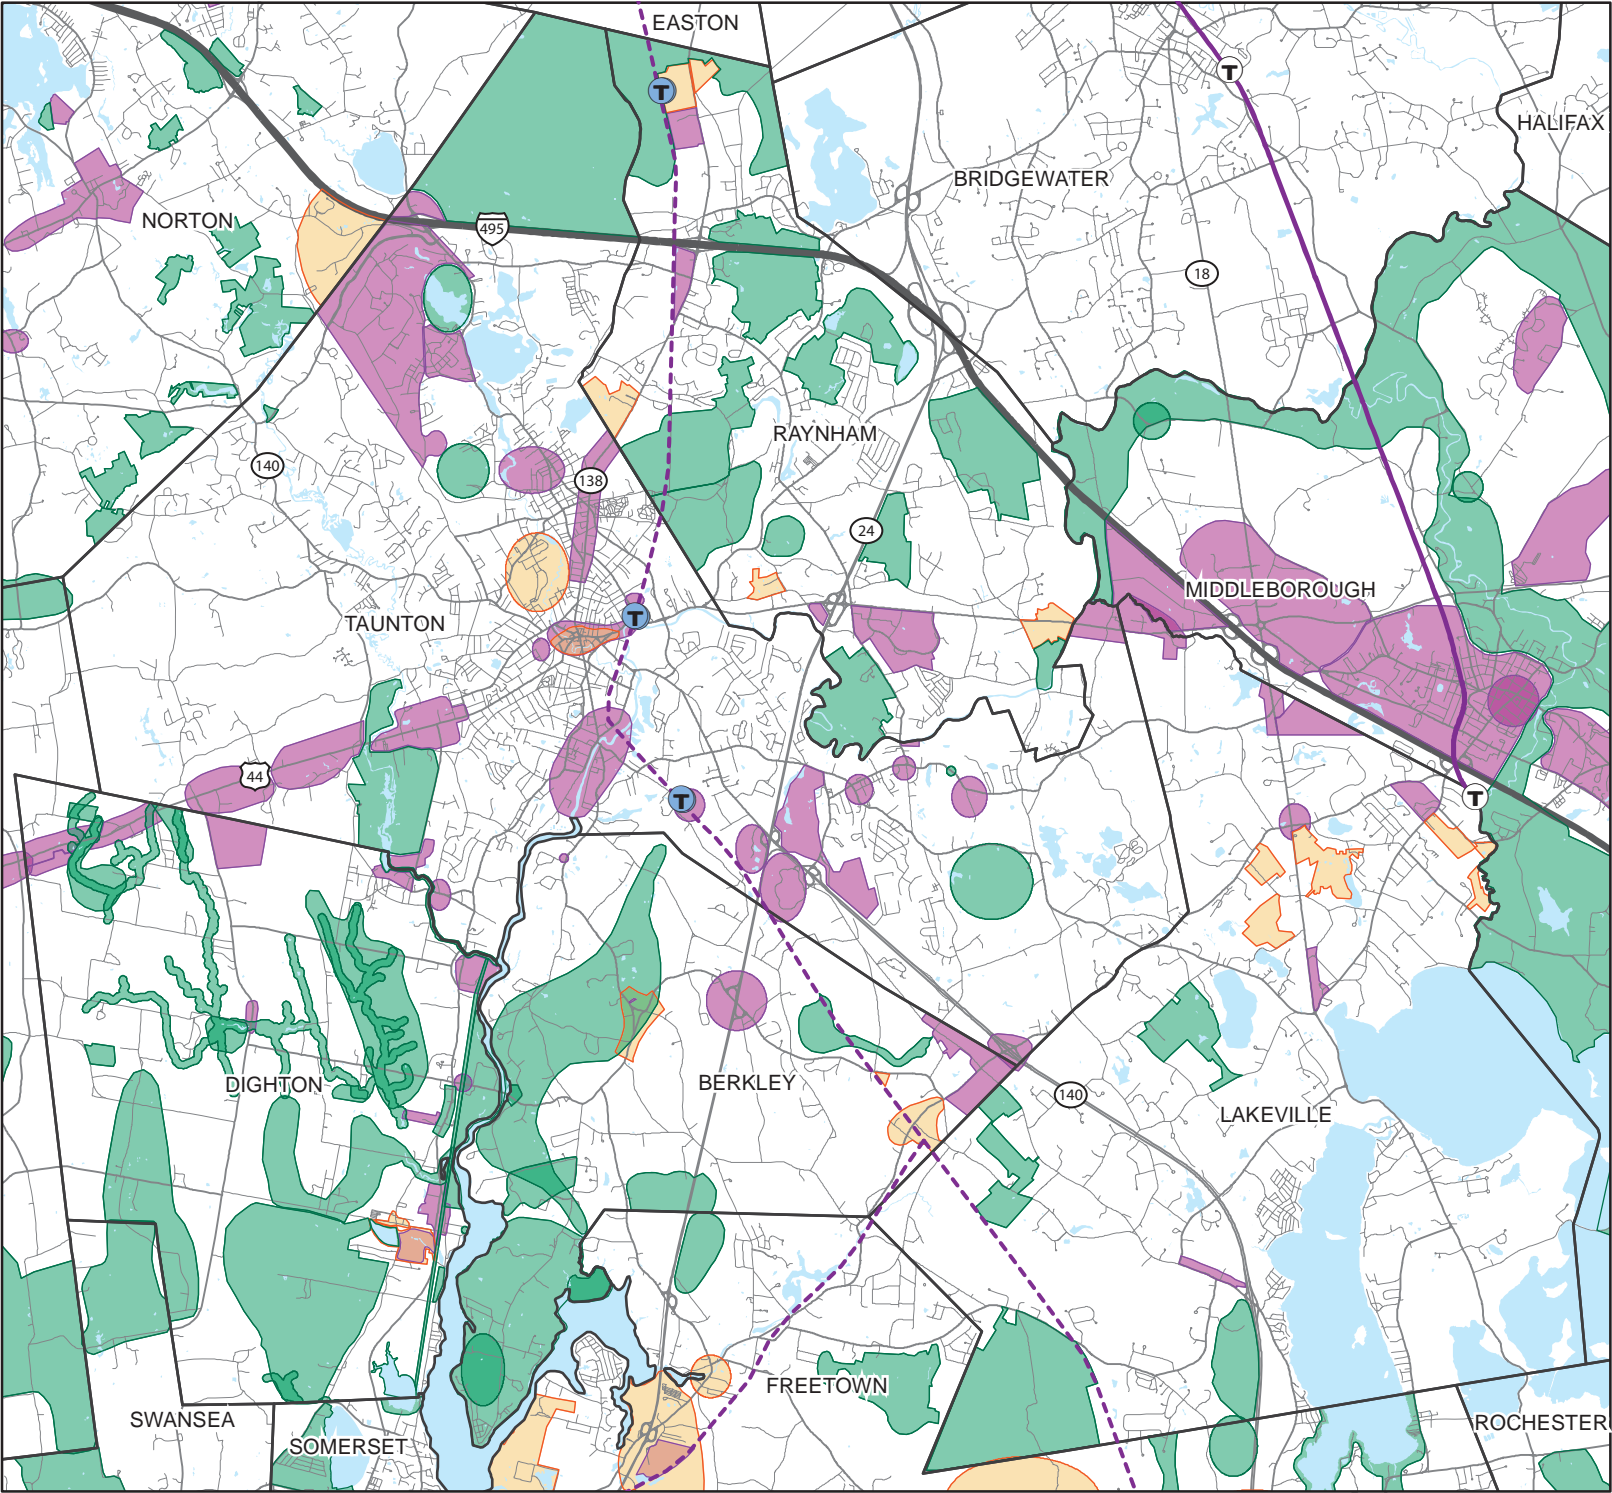 EASTON
T
T
HALIFAX
BRIDGEWATER
NORTON
495
18
RAYNHAM
140
138
24
MIDDLEBOROUGH
T
TAUNTON
44
T
T
BERKLEY
DIGHTON
140
LAKEVILLE
FREETOWN
SWANSEA
SOMERSET
ROCHESTER